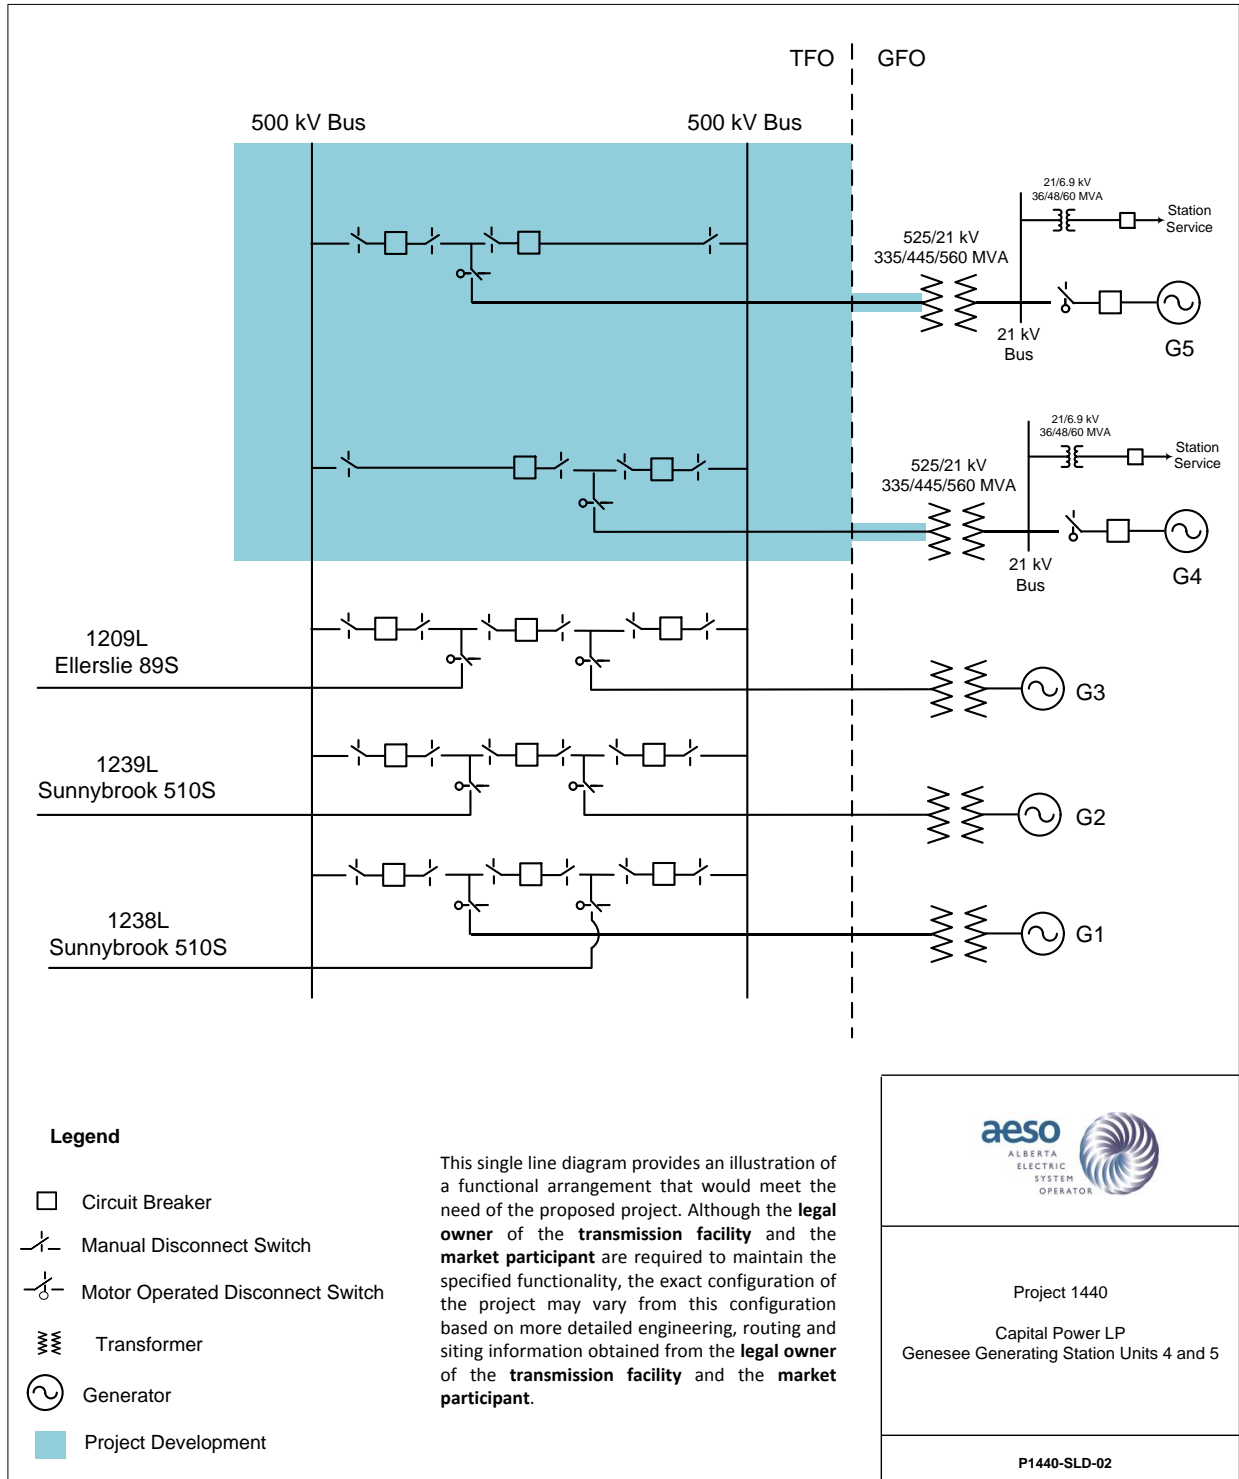 TFO
GFO
500 kV Bus
500 kV Bus
21/6.9 kV
36/48/60 MVA
Station
Service
525/21 kV
335/445/560 MVA
21 kV
Bus
G5
21/6.9 kV
36/48/60 MVA
Station
Service
525/21 kV
335/445/560 MVA
21 kV
Bus
G4
1209L
Ellerslie 89S
G3
1239L
Sunnybrook 510S
G2
1238L
Sunnybrook 510S
G1
Legend
Circuit Breaker
Manual Disconnect Switch
Motor Operated Disconnect Switch
Transformer
Generator
Project Development
This single line diagram provides an illustration of
a functional arrangement that would meet the
need of the proposed project. Although the legal
owner of the transmission facility and the
market participant are required to maintain the
specified functionality, the exact configuration of
the project may vary from this configuration
based on more detailed engineering, routing and
siting information obtained from the legal owner
of the transmission facility and the market
participant.
aeso
ALBERTA
ELECTRIC
SYSTEM
OPERATOR
Project 1440
Capital Power LP
Genesee Generating Station Units 4 and 5
P1440-SLD-02